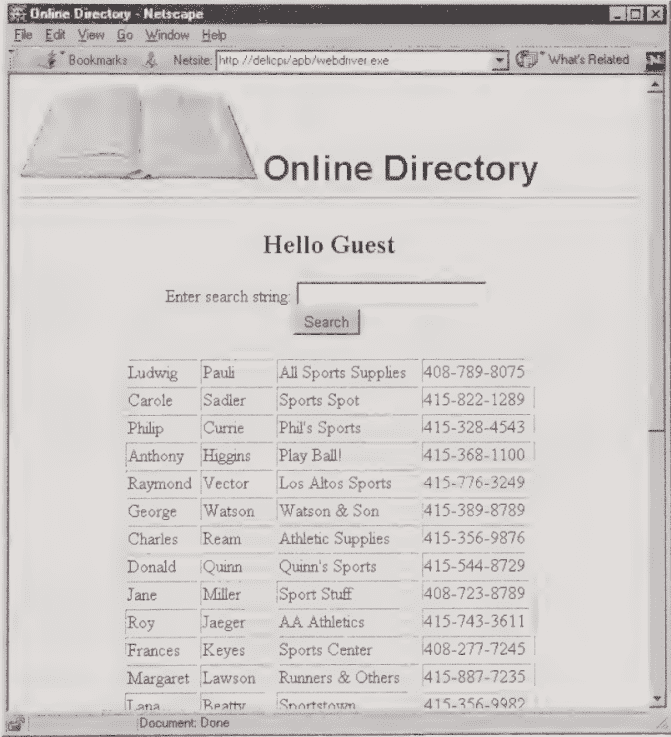 Online Directory - Netscape
File Edit View Go Window Help
Bookmarks Netsite: http://delicpi/apb/webdriver.exe What's Related
Online Directory
Hello Guest
Enter search string:
Search
Ludwig Pauli All Sports Supplies 408-789-8075
Carole Sadler Sports Spot 415-822-1289
Philip Currie Phil's Sports 415-328-4543
Anthony Higgins Play Ball! 415-368-1100
Raymond Vector Los Altos Sports 415-776-3249
George Watson Watson & Son 415-389-8789
Charles Ream Athletic Supplies 415-356-9876
Donald Quinn Quinn's Sports 415-544-8729
Jane Miller Sport Stuff 408-723-8789
Roy Jaeger AA Athletics 415-743-3611
Frances Keyes Sports Center 408-277-7245
Margaret Lawson Runners & Others 415-887-7235
Lana Beatty Sportstown 415-356-9982
Document: Done